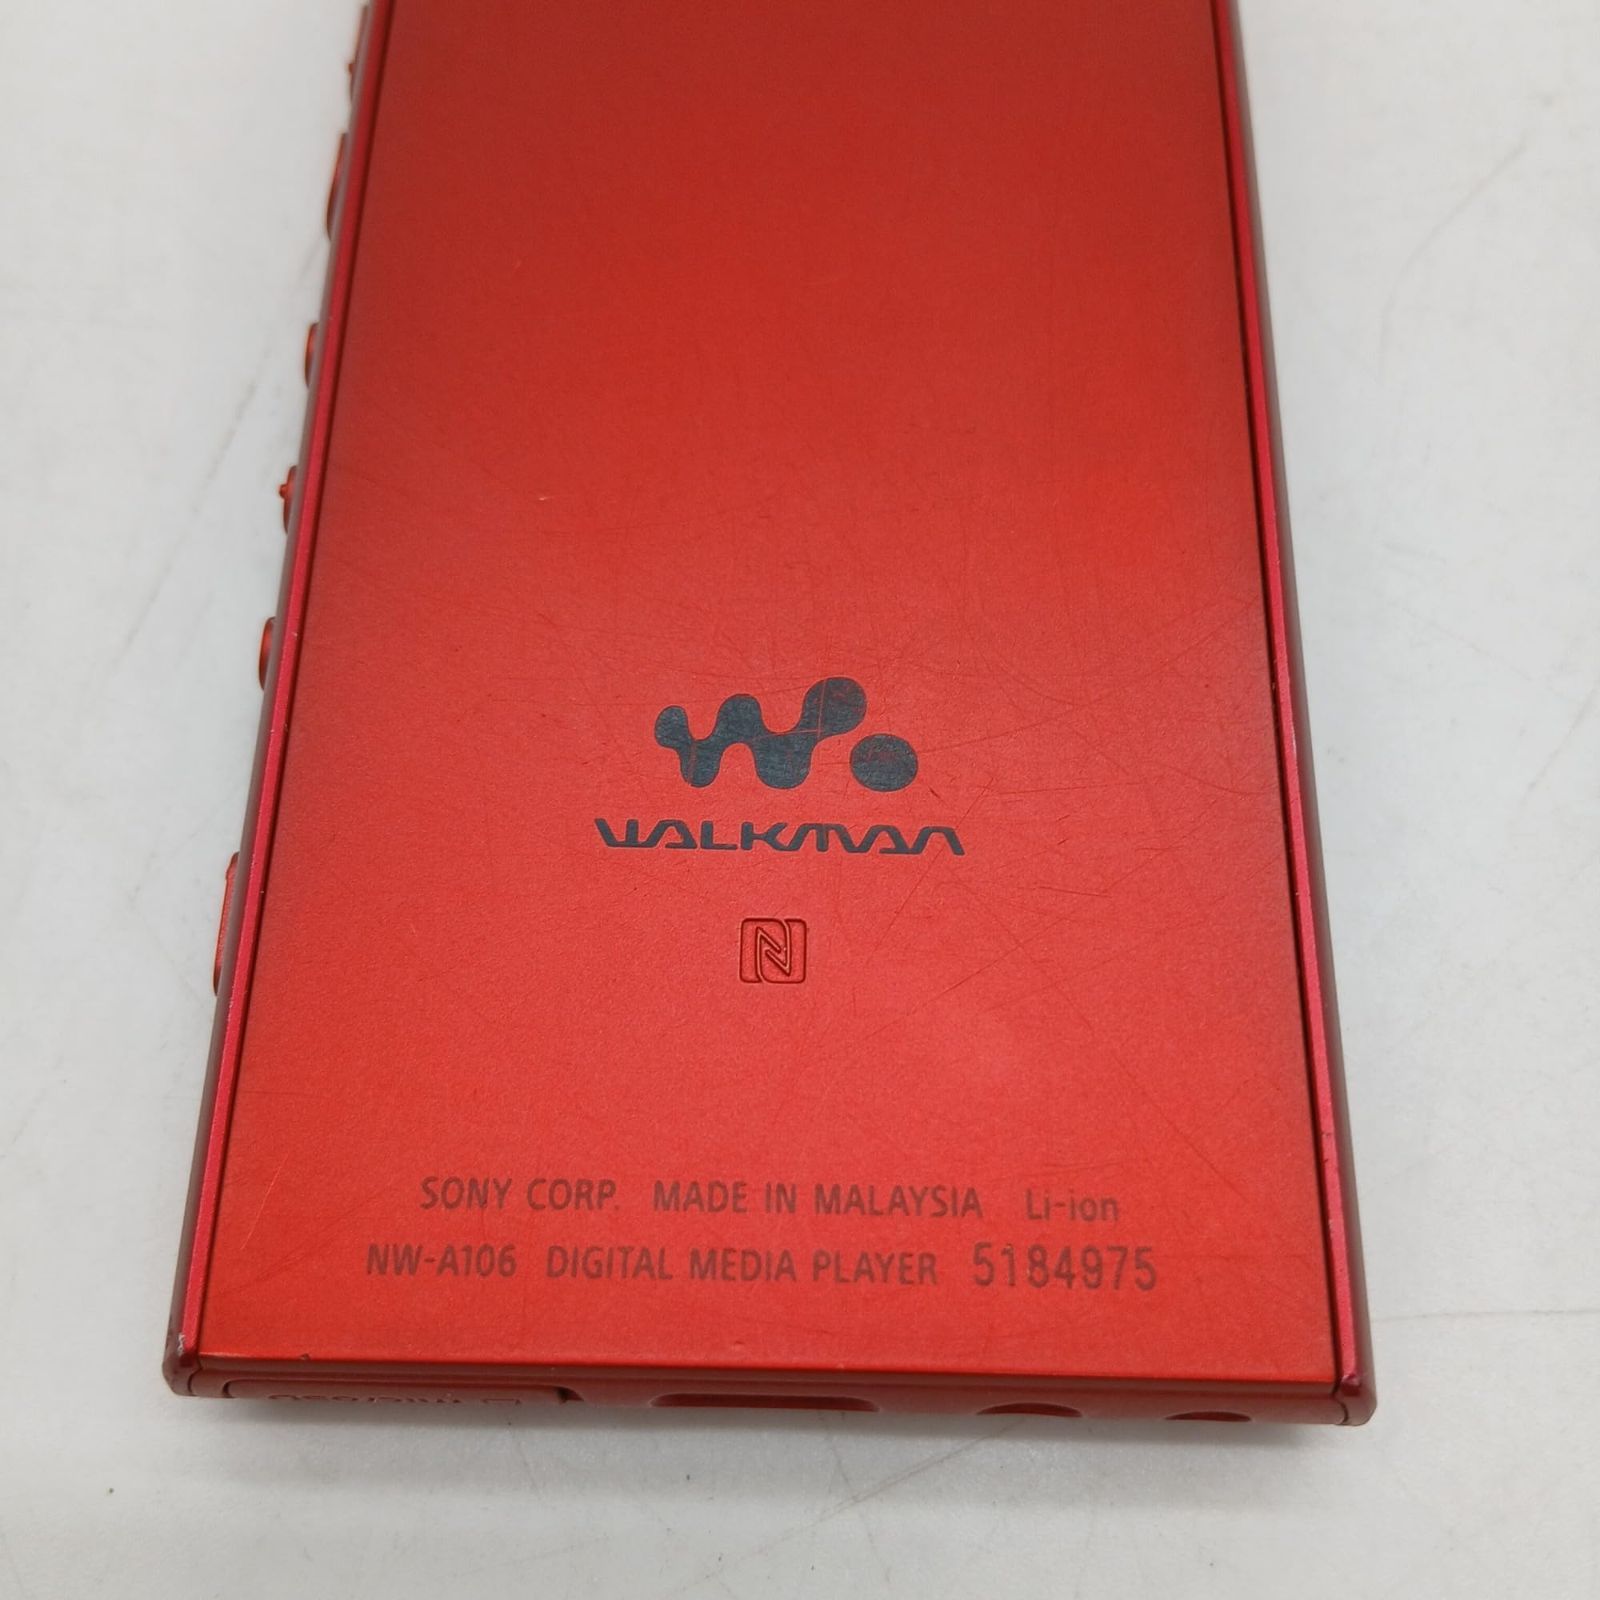 WALKMAN
N
SONY CORP. MADE IN MALAYSIA Li-ion
NW-A106 DIGITAL MEDIA PLAYER 5184975